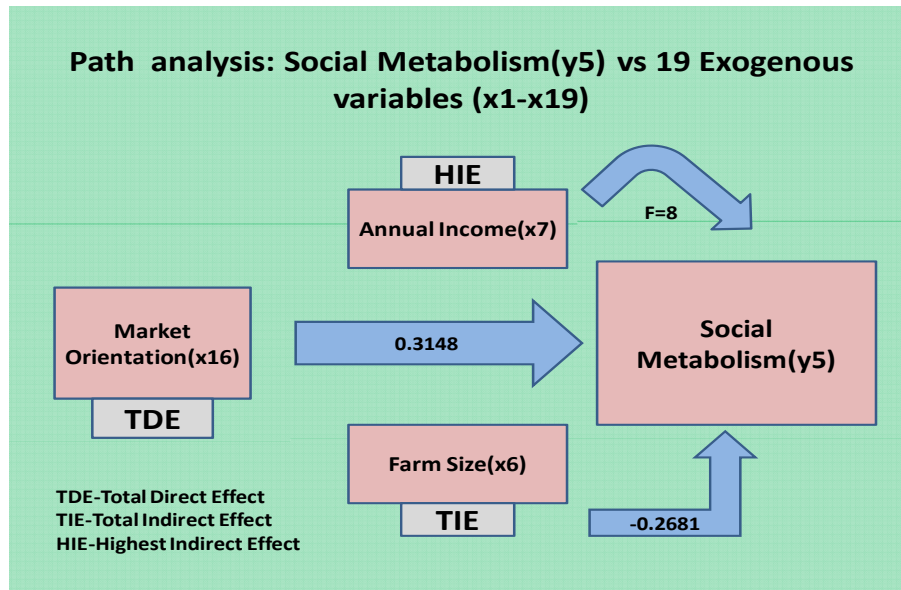 Path analysis: Social Metabolism(y5) vs 19 Exogenous
variables (x1-x19)
HIE
Annual Income(x7)
F=8
Market
Orientation(x16)
TDE
0.3148
Social
Metabolism(y5)
Farm Size(x6)
TIE
-0.2681
TDE-Total Direct Effect
TIE-Total Indirect Effect
HIE-Highest Indirect Effect